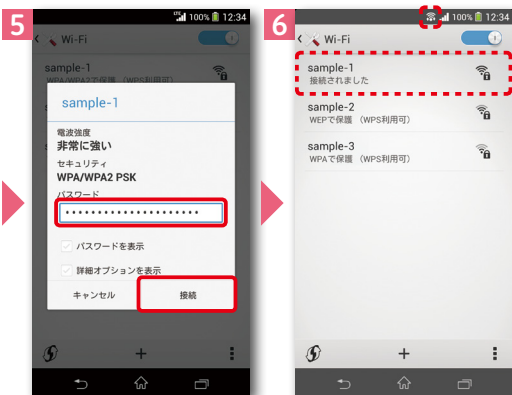 5
LTE 100% 12:34
Wi-Fi
sample-1
WPA/WPA2で保護 (WPS利用可)
sample-1
電波強度
非常に強い
セキュリティ
WPA/WPA2 PSK
パスワード
•••••••••••••••••••••
パスワードを表示
詳細オプションを表示
キャンセル
接続
6
100% 12:34
Wi-Fi
sample-1
接続されました
sample-2
WEPで保護 (WPS利用可)
sample-3
WPAで保護 (WPS利用可)